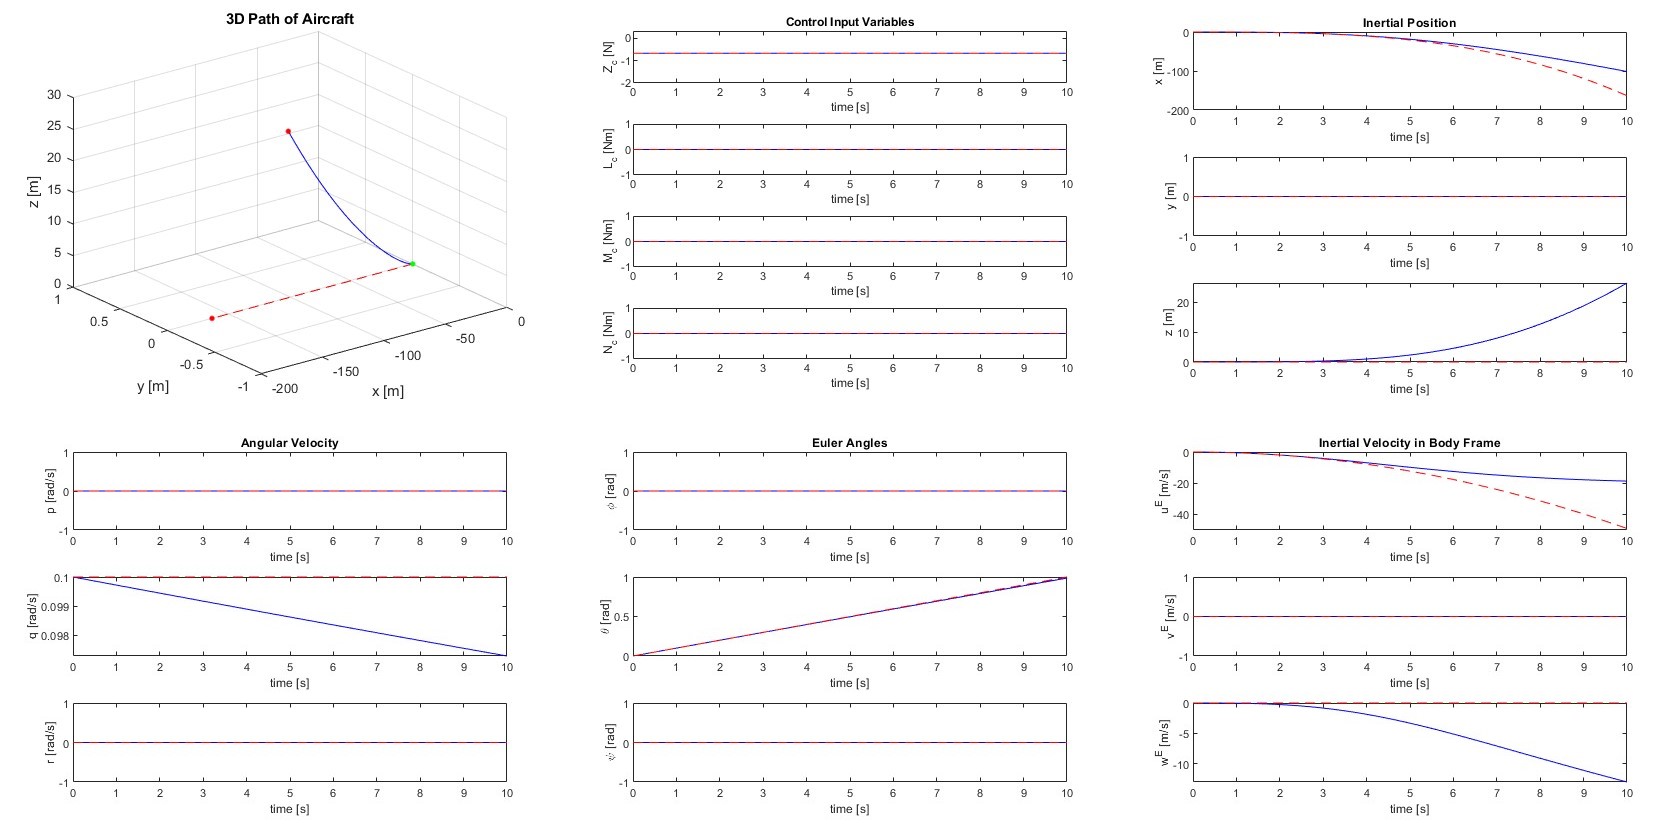 3D Path of Aircraft
30
25
20
15
10
5
0
z [m]
1
0.5
0
-0.5
-1
y [m]
-200
-150
-100
-50
0
x [m]
Control Input Variables
0
-1
-2
Z_c [N]
0 1 2 3 4 5 6 7 8 9 10
time [s]
1
0
-1
L_c [Nm]
0 1 2 3 4 5 6 7 8 9 10
time [s]
1
0
-1
M_c [Nm]
0 1 2 3 4 5 6 7 8 9 10
time [s]
1
0
-1
N_c [Nm]
0 1 2 3 4 5 6 7 8 9 10
time [s]
Inertial Position
0
-100
-200
x [m]
0 1 2 3 4 5 6 7 8 9 10
time [s]
1
0
-1
y [m]
0 1 2 3 4 5 6 7 8 9 10
time [s]
20
10
0
z [m]
0 1 2 3 4 5 6 7 8 9 10
time [s]
Angular Velocity
1
0
-1
p [rad/s]
0 1 2 3 4 5 6 7 8 9 10
time [s]
0.1
0.099
0.098
q [rad/s]
0 1 2 3 4 5 6 7 8 9 10
time [s]
1
0
-1
r [rad/s]
0 1 2 3 4 5 6 7 8 9 10
time [s]
Euler Angles
1
0
-1
φ [rad]
0 1 2 3 4 5 6 7 8 9 10
time [s]
1
0.5
0
θ [rad]
0 1 2 3 4 5 6 7 8 9 10
time [s]
1
0
-1
ψ [rad]
0 1 2 3 4 5 6 7 8 9 10
time [s]
Inertial Velocity in Body Frame
0
-20
-40
u^E [m/s]
0 1 2 3 4 5 6 7 8 9 10
time [s]
1
0
-1
v^E [m/s]
0 1 2 3 4 5 6 7 8 9 10
time [s]
0
-5
-10
w^E [m/s]
0 1 2 3 4 5 6 7 8 9 10
time [s]